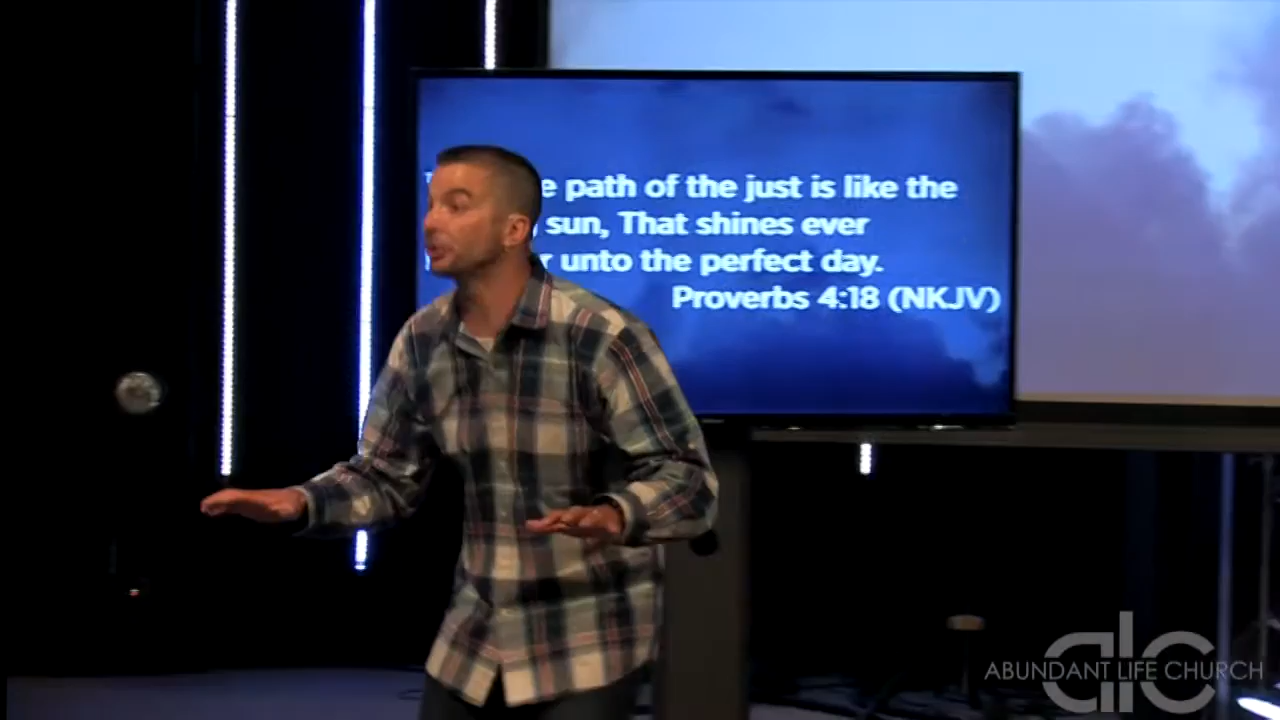 path of the just is like the
sun, That shines ever
unto the perfect day.
Proverbs 4:18 (NKJV)
alc
ABUNDANT LIFE CHURCH